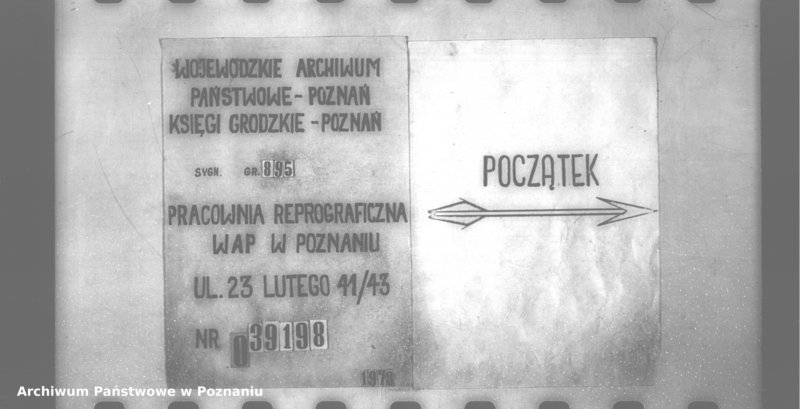 WOJEWÓDZKIE ARCHIWUM
PAŃSTWOWE - POZNAŃ
KSIĘGI GRODZKIE - POZNAŃ
SYGN. GR. 895
PRACOWNIA REPROGRAFICZNA
WAP W POZNANIU
UL. 23 LUTEGO 41/43
NR 039198
POCZĄTEK
Archiwum Państwowe w Poznaniu